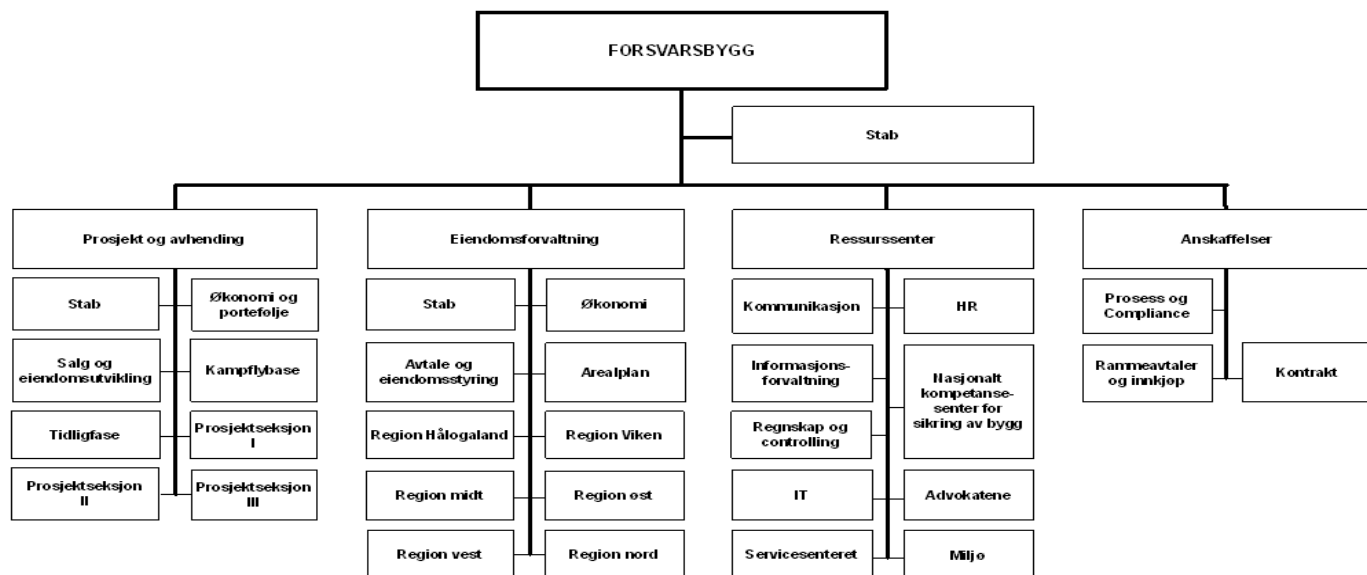 FORSVARSBYGG
Stab
Prosjekt og avhending
Eiendomsforvaltning
Ressurssenter
Anskaffelser
Stab
Økonomi og
portefølje
Salg og
eiendomsutvikling
Kampflybase
Tidligfase
Prosjektseksjon
I
Prosjektseksjon
II
Prosjektseksjon
III
Stab
Økonomi
Avtale og
eiendomsstyring
Arealplan
Region Hålogaland
Region Viken
Region midt
Region øst
Region vest
Region nord
Kommunikasjon
HR
Informasjons-
forvaltning
Nasjonalt
kompetanse-
senter for
sikring av bygg
Regnskap og
controlling
IT
Advokatene
Servicesenteret
Miljø
Prosess og
Compliance
Rammeavtaler
og innkjøp
Kontrakt